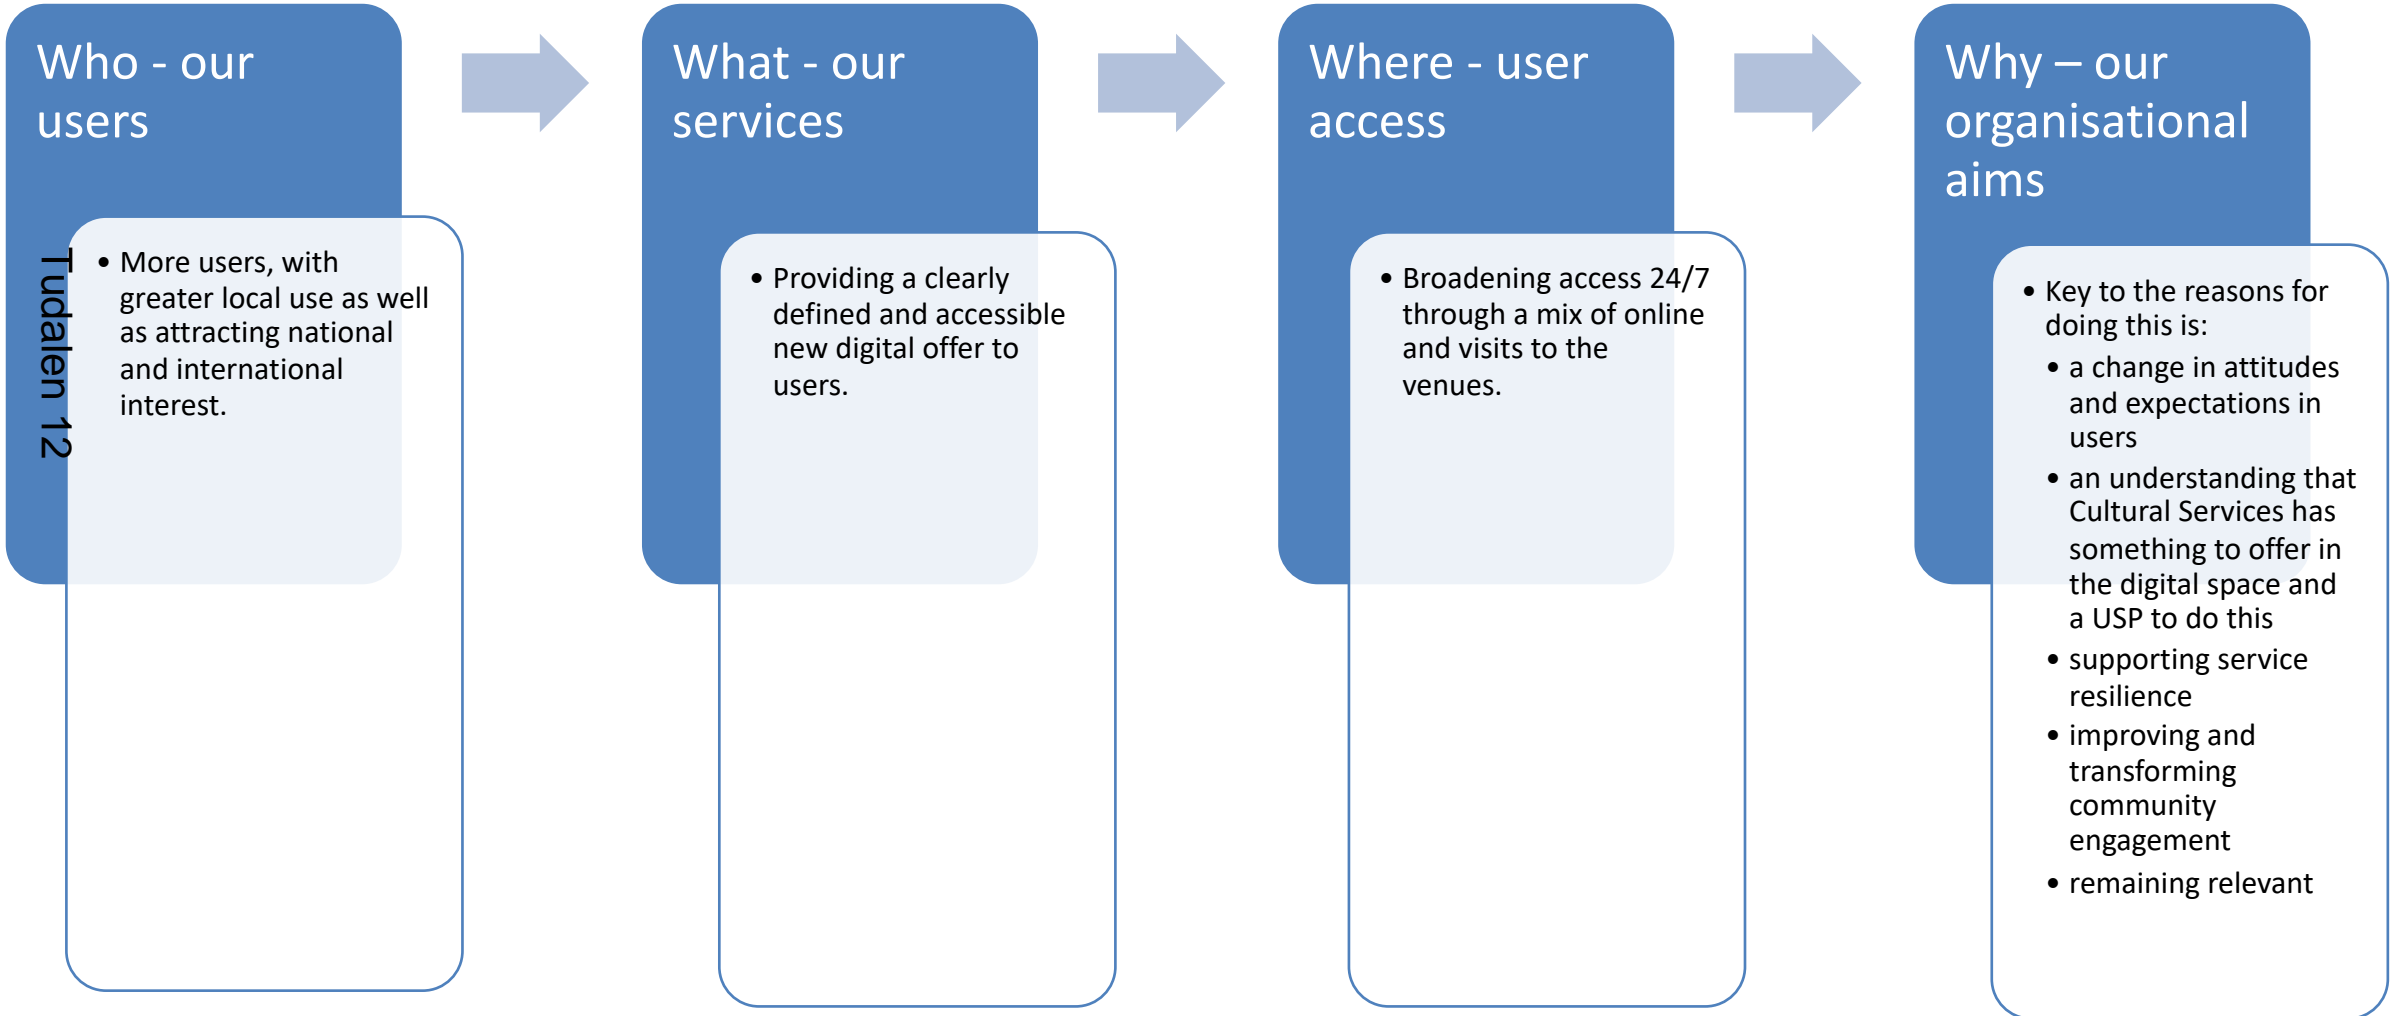 Who - our
users
• More users, with
greater local use as well
as attracting national
and international
interest.
Tudalen 12
What - our
services
• Providing a clearly
defined and accessible
new digital offer to
users.
Where - user
access
• Broadening access 24/7
through a mix of online
and visits to the
venues.
Why – our
organisational
aims
• Key to the reasons for
doing this is:
• a change in attitudes
and expectations in
users
• an understanding that
Cultural Services has
something to offer in
the digital space and
a USP to do this
• supporting service
resilience
• improving and
transforming
community
engagement
• remaining relevant